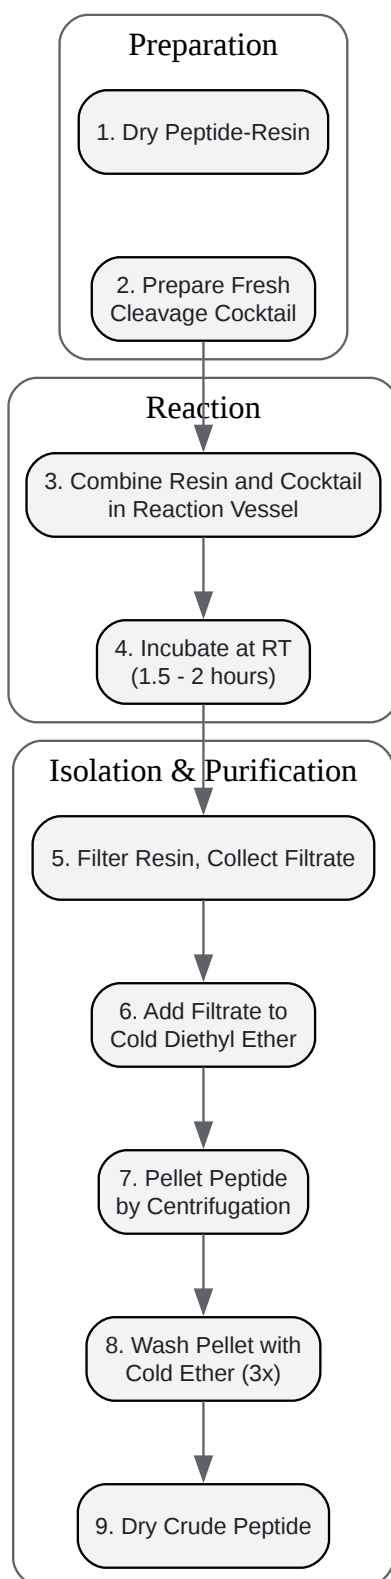 Preparation
1. Dry Peptide-Resin
2. Prepare Fresh
Cleavage Cocktail
Reaction
3. Combine Resin and Cocktail
in Reaction Vessel
4. Incubate at RT
(1.5 - 2 hours)
Isolation & Purification
5. Filter Resin, Collect Filtrate
6. Add Filtrate to
Cold Diethyl Ether
7. Pellet Peptide
by Centrifugation
8. Wash Pellet with
Cold Ether (3x)
9. Dry Crude Peptide